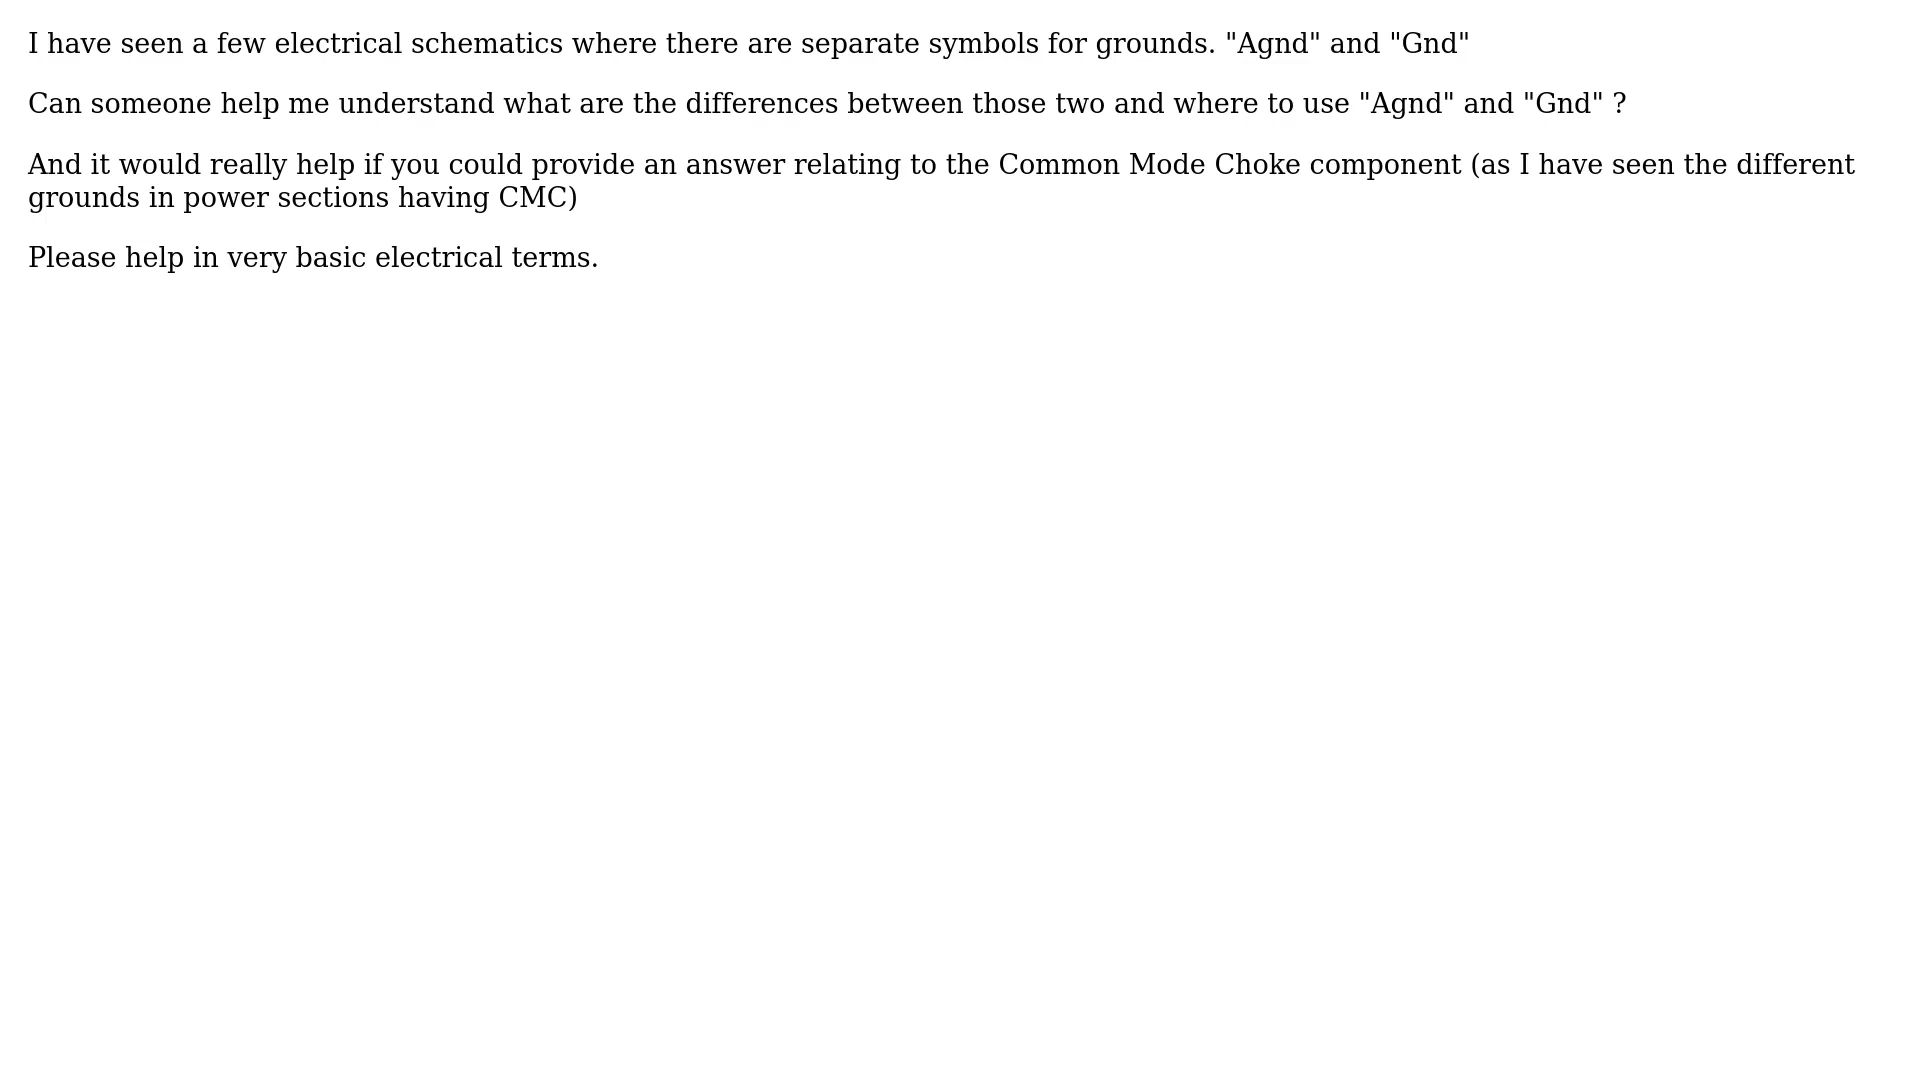 I have seen a few electrical schematics where there are separate symbols for grounds. "Agnd" and "Gnd"
Can someone help me understand what are the differences between those two and where to use "Agnd" and "Gnd" ?
And it would really help if you could provide an answer relating to the Common Mode Choke component (as I have seen the different
grounds in power sections having CMC)
Please help in very basic electrical terms.